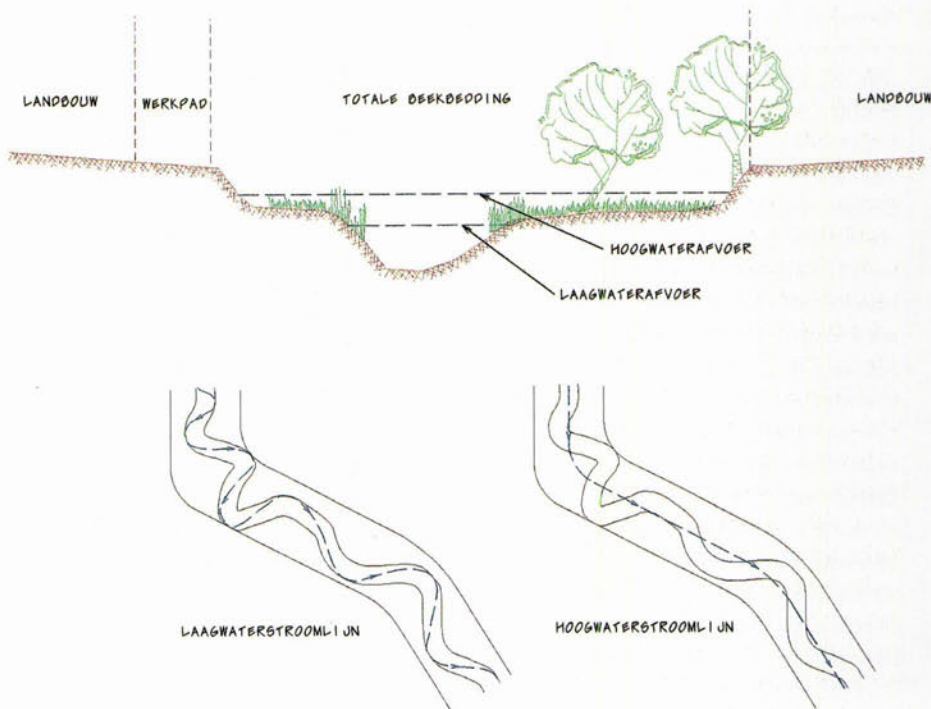 LANDBOUW
WERKPAD
TOTALE BEEKBEDDING
LANDBOUW
HOOGWATERAFVOER
LAAGWATERAFVOER
LAAGWATERSTROOMLIJN
HOOGWATERSTROOMLIJN